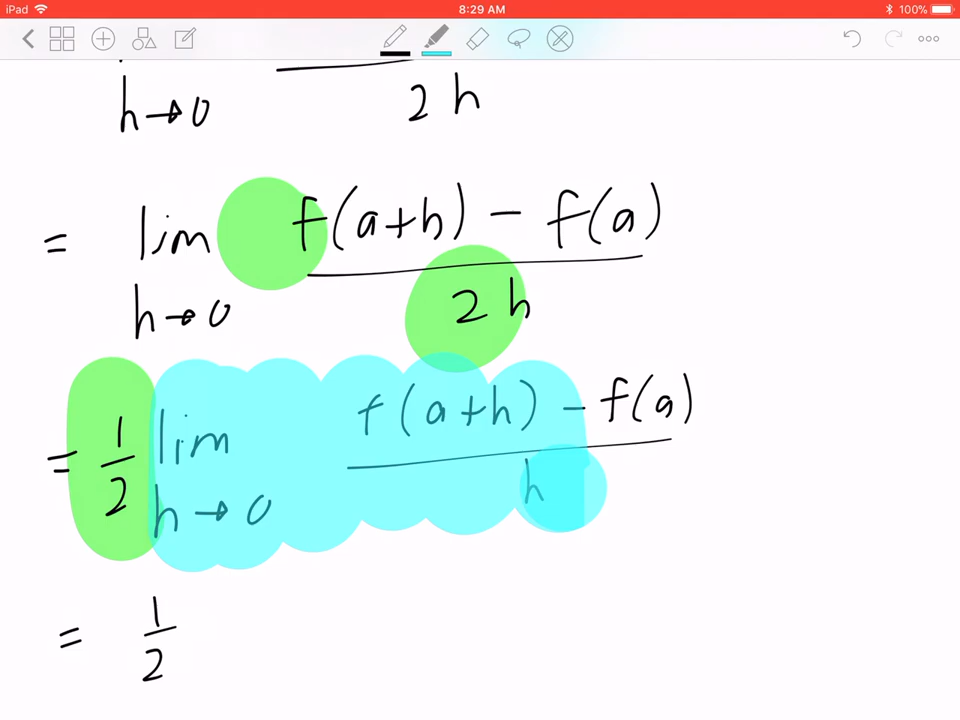 iPad 8:29 AM 100%
h→0 2h
= lim f(a+h) - f(a)
h→0 2h
= 1/2 lim f(a+h) - f(a)
h→0 h
= 1/2